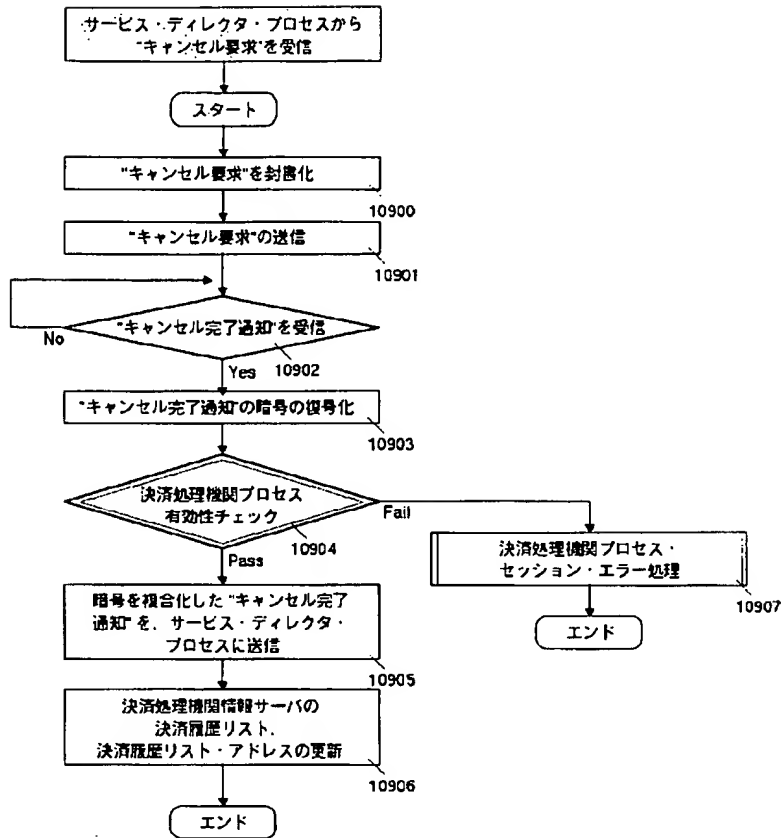 サービス・ディレクタ・プロセスから
"キャンセル要求"を受信
スタート
"キャンセル要求"を封書化
10900
"キャンセル要求"の送信
10901
"キャンセル完了通知"を受信
No
10902
Yes
"キャンセル完了通知"の暗号の復号化
10903
決済処理機関プロセス
有効性チェック
Fail
10904
Pass
決済処理機関プロセス・
セッション・エラー処理
10907
エンド
暗号を複合化した"キャンセル完了
通知"を、サービス・ディレクタ・
プロセスに送信
10905
決済処理機関情報サーバの
決済履歴リスト、
決済履歴リスト・アドレスの更新
10906
エンド